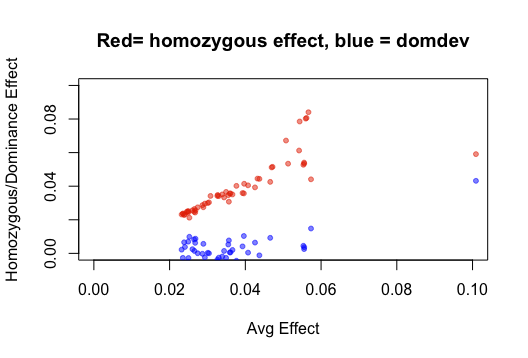 Red= homozygous effect, blue = domdev
Homozygous/Dominance Effect
0.08
0.04
0.00
0.00 0.02 0.04 0.06 0.08 0.10
Avg Effect